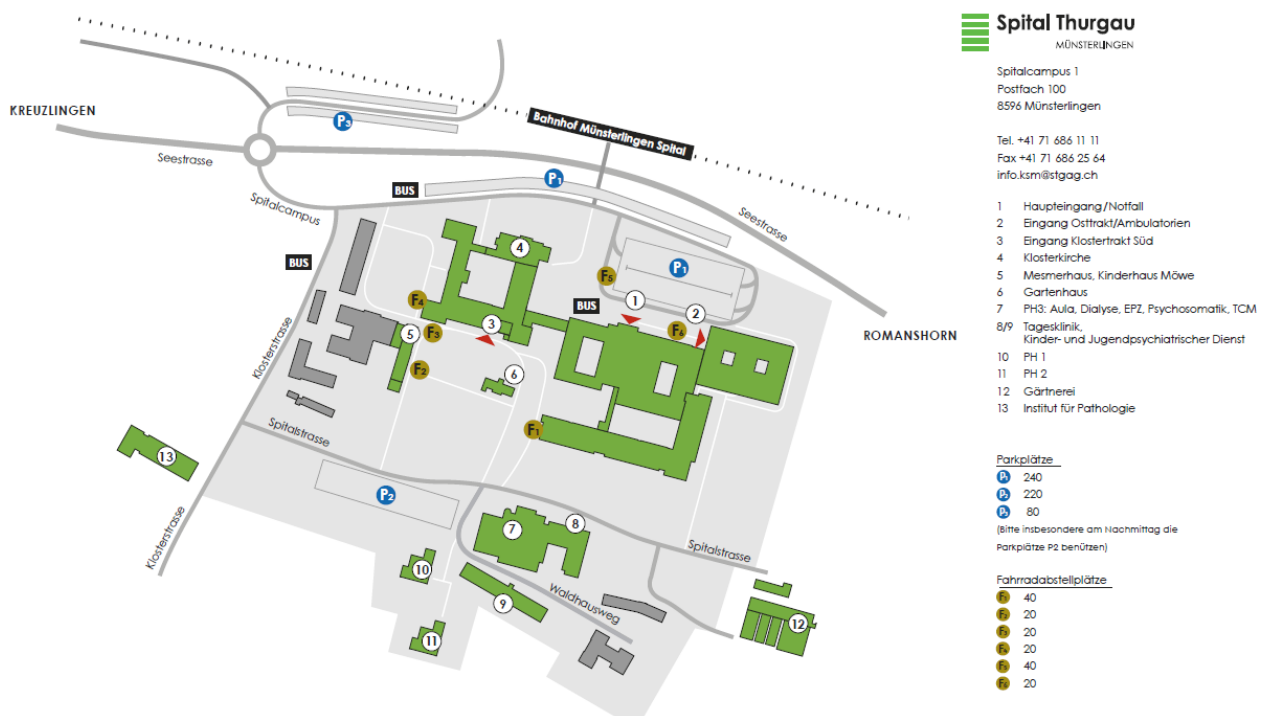 Spital Thurgau
MÜNSTERLINGEN
Spitalcampus 1
Postfach 100
8596 Münsterlingen
Tel. +41 71 686 11 11
Fax +41 71 686 25 64
info.ksm@stgag.ch
1 Haupteingang/Notfall
2 Eingang Osttrakt/Ambulatorien
3 Eingang Klostertrakt Süd
4 Klosterkirche
5 Mesmerhaus, Kinderhaus Möwe
6 Gartenhaus
7 PH3: Aula, Dialyse, EPZ, Psychosomatik, TCM
8/9 Tagesklinik,
Kinder- und Jugendpsychiatrischer Dienst
10 PH 1
11 PH 2
12 Gärtnerei
13 Institut für Pathologie
Parkplätze
P1 240
P2 220
80
(Bitte insbesondere am Nachmittag die
Parkplätze P2 benützen)
Fahrradabstellplätze
F1 40
F2 20
F3 20
F4 20
F5 40
F6 20
KREUZLINGEN
P3
Bahnhof Münsterlingen Spital
Seestrasse
BUS
P1
Spitalcampus
Seestrasse
4
BUS
P1
F5
F4
BUS
1
2
3
F6
5
F3
ROMANSHORN
Klosterstrasse
F2
6
Spitalstrasse
F1
13
P2
7
8
Spitalstrasse
Klosterstrasse
10
9
Waldhausweg
12
11